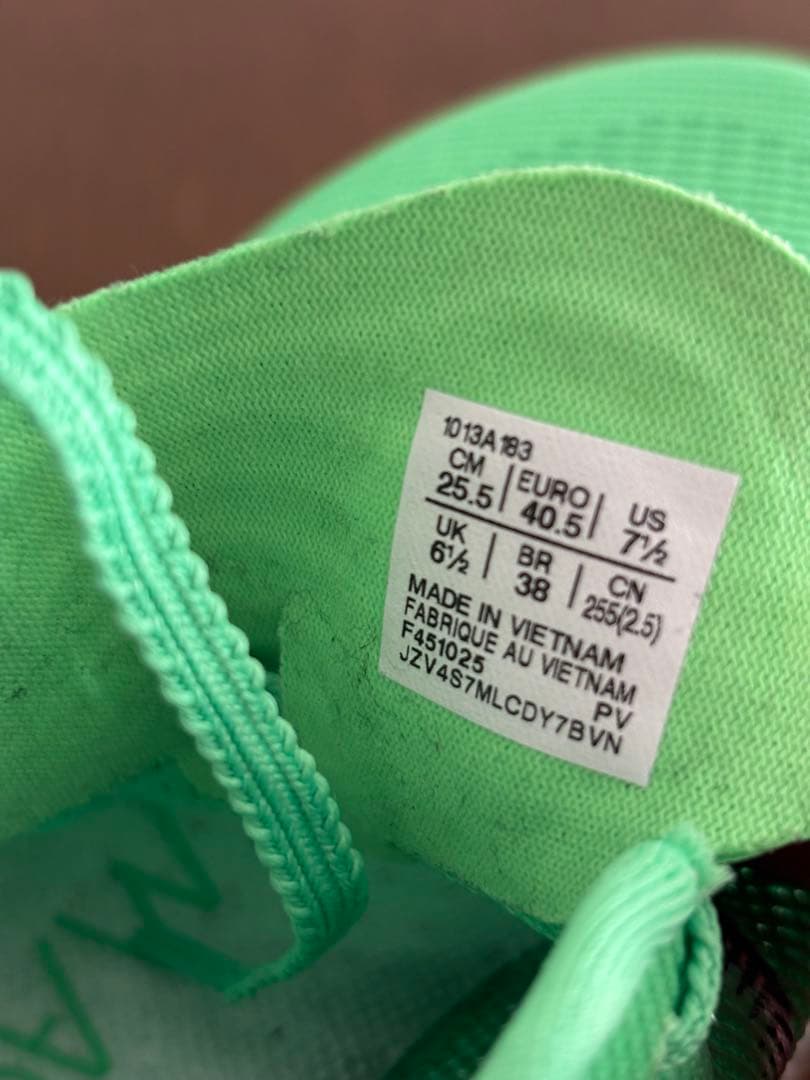 1013A183
CM | EURO | US
25.5 | 40.5 | 7½
UK | BR | CN
6½ | 38 | 255(2.5)
MADE IN VIETNAM
FABRIQUE AU VIETNAM
F451025 PV
JZV4S7MLCDY7BVN